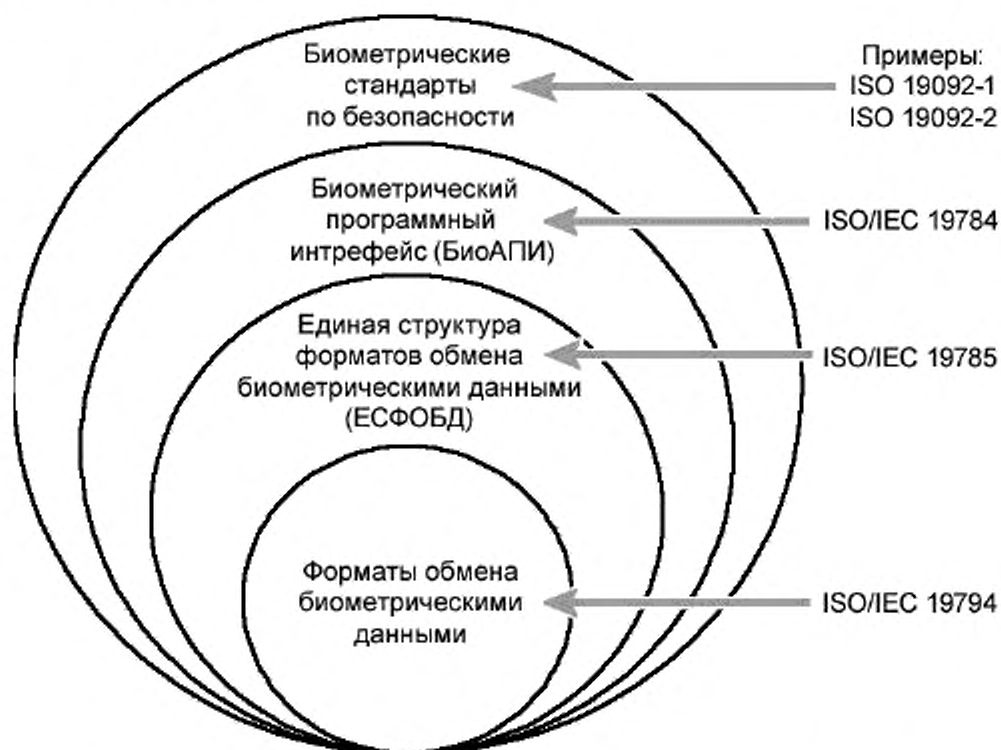 Биометрические
стандарты
по безопасности
Примеры:
ISO 19092-1
ISO 19092-2
Биометрический
программный
интрефейс (БиоАПИ)
ISO/IEC 19784
Единая структура
форматов обмена
биометрическими данными
(ЕСФОБД)
ISO/IEC 19785
Форматы обмена
биометрическими
данными
ISO/IEC 19794